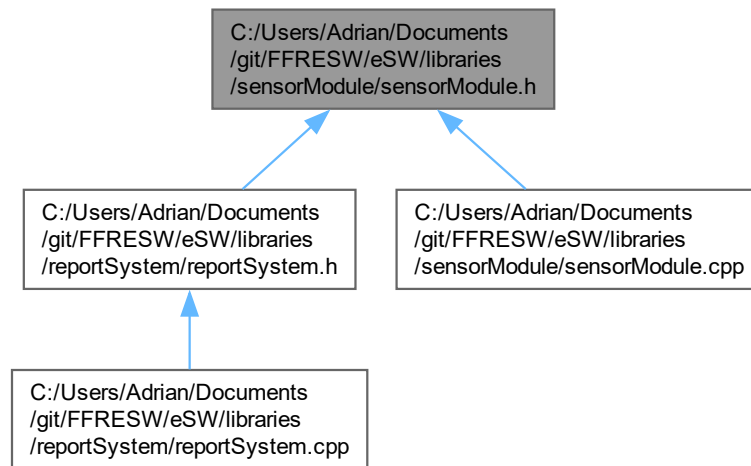 C:/Users/Adrian/Documents
/git/FFRESW/eSW/libraries
/sensorModule/sensorModule.h
C:/Users/Adrian/Documents
/git/FFRESW/eSW/libraries
/reportSystem/reportSystem.h
C:/Users/Adrian/Documents
/git/FFRESW/eSW/libraries
/sensorModule/sensorModule.cpp
C:/Users/Adrian/Documents
/git/FFRESW/eSW/libraries
/reportSystem/reportSystem.cpp